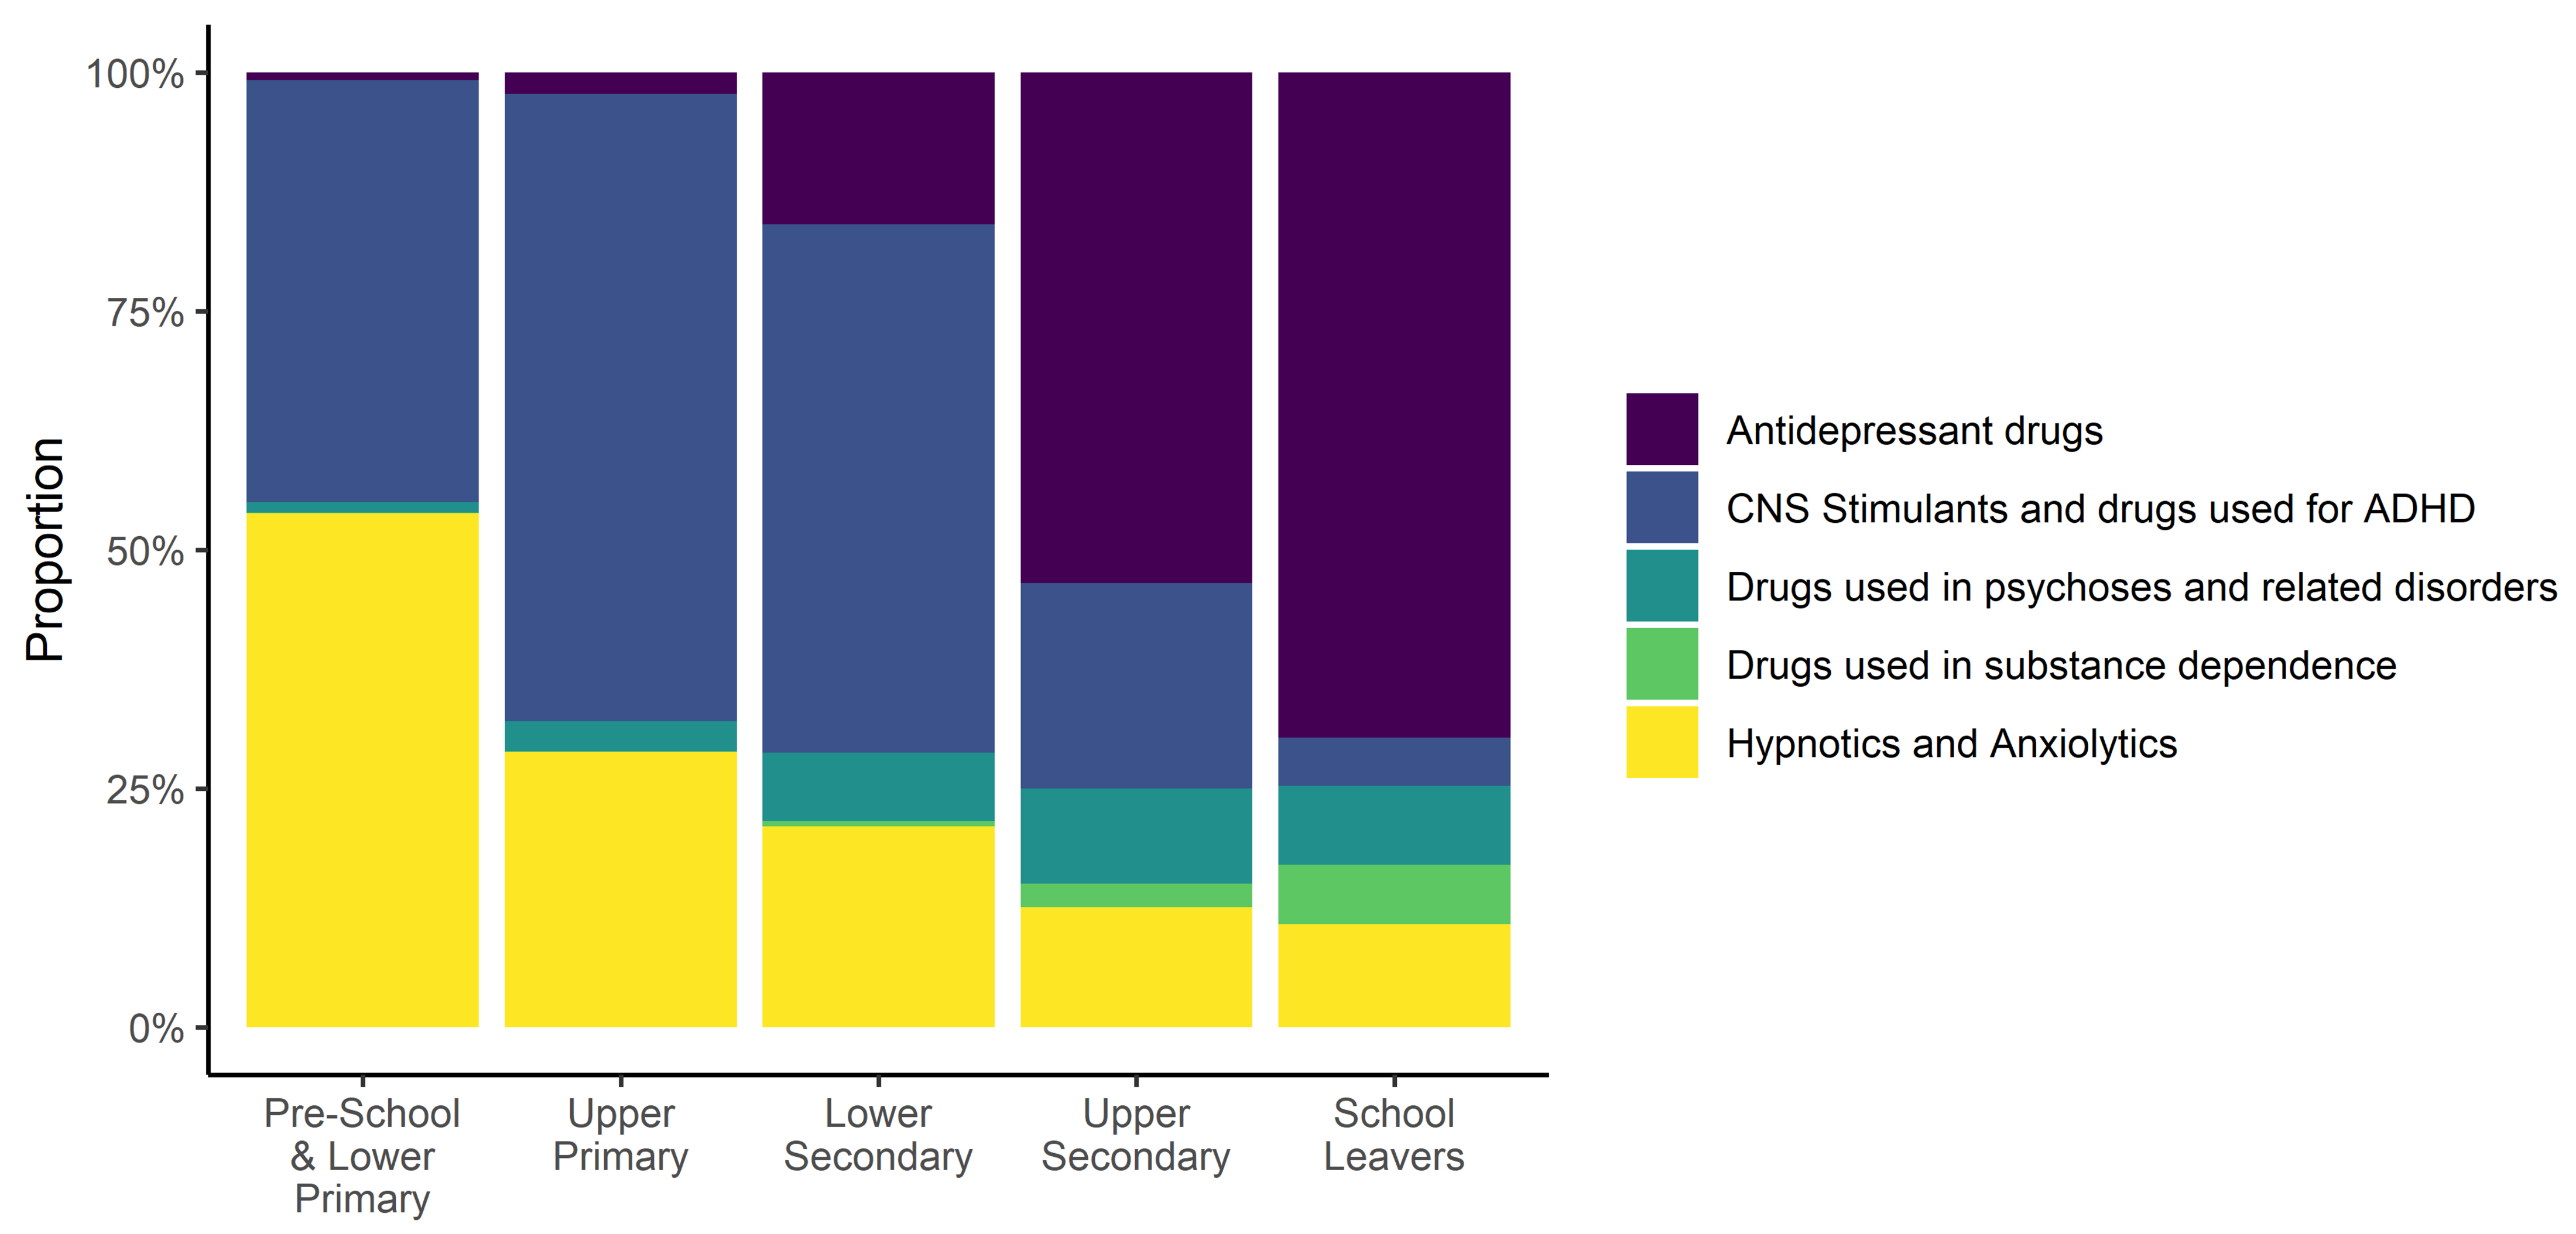 Proportion
100%
75%
50%
25%
0%
Pre-School
& Lower
Primary
Upper
Primary
Lower
Secondary
Upper
Secondary
School
Leavers
Antidepressant drugs
CNS Stimulants and drugs used for ADHD
Drugs used in psychoses and related disorders
Drugs used in substance dependence
Hypnotics and Anxiolytics